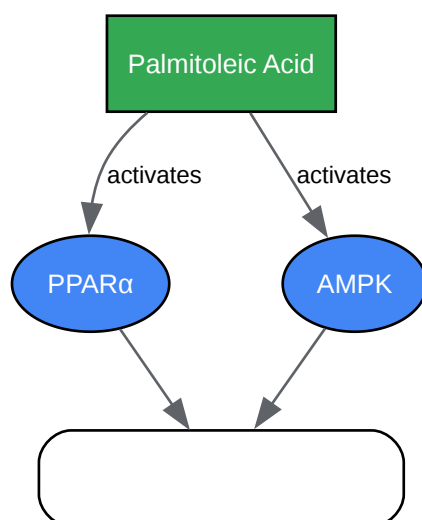 Palmitoleic Acid
activates
activates
PPARα
AMPK